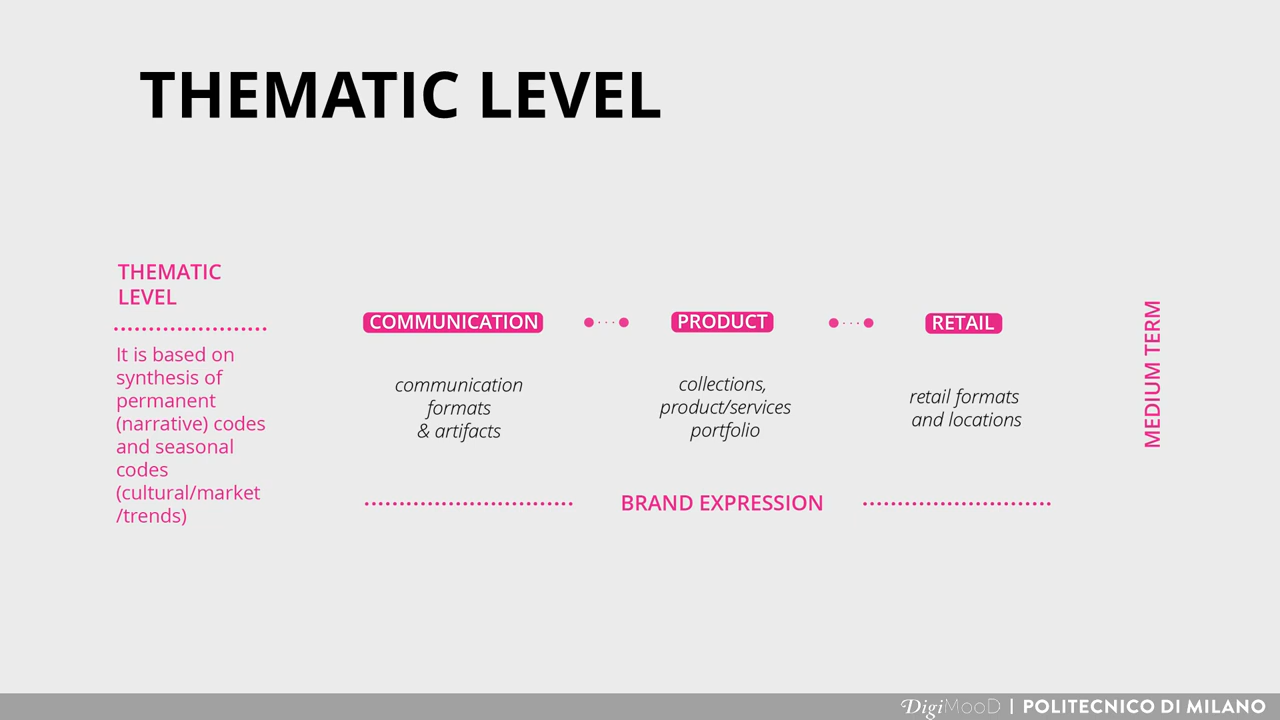 THEMATIC LEVEL
THEMATIC
LEVEL
It is based on
synthesis of
permanent
(narrative) codes
and seasonal
codes
(cultural/market
/trends)
COMMUNICATION
communication
formats
& artifacts
PRODUCT
collections,
product/services
portfolio
RETAIL
retail formats
and locations
BRAND EXPRESSION
MEDIUM TERM
DigiMooD | POLITECNICO DI MILANO